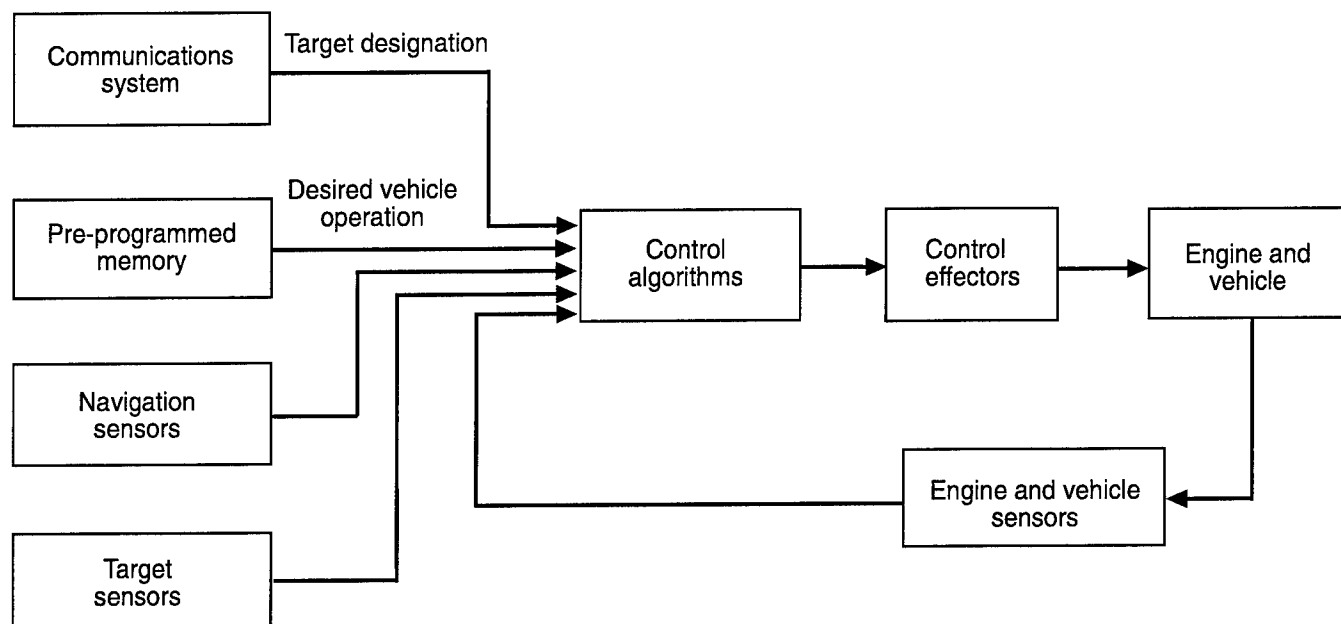 Communications
system
Target designation
Pre-programmed
memory
Desired vehicle
operation
Navigation
sensors
Target
sensors
Control
algorithms
Control
effectors
Engine and
vehicle
Engine and vehicle
sensors